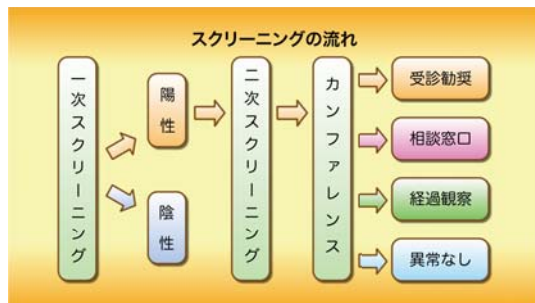 スクリーニングの流れ
一次スクリーニング
陽性
陰性
二次スクリーニング
カンファレンス
受診勧奨
相談窓口
経過観察
異常なし